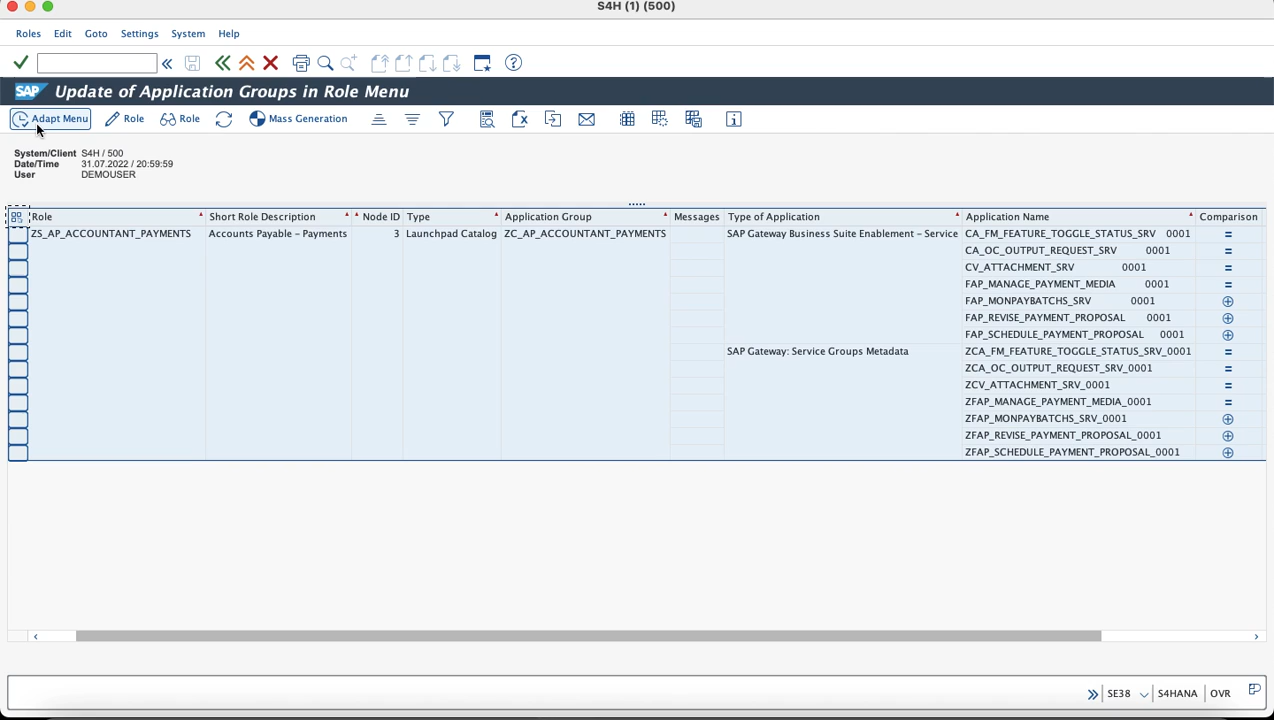 S4H (1) (500)
Roles Edit Goto Settings System Help
SAP Update of Application Groups in Role Menu
Adapt Menu Role Role Mass Generation
System/Client S4H / 500
Date/Time 31.07.2022 / 20:59:59
User DEMOUSER
Role Short Role Description Node ID Type Application Group Messages Type of Application Application Name Comparison
ZS_AP_ACCOUNTANT_PAYMENTS Accounts Payable – Payments 3 Launchpad Catalog ZC_AP_ACCOUNTANT_PAYMENTS SAP Gateway Business Suite Enablement – Service CA_FM_FEATURE_TOGGLE_STATUS_SRV 0001 =
CA_OC_OUTPUT_REQUEST_SRV 0001 =
CV_ATTACHMENT_SRV 0001 =
FAP_MANAGE_PAYMENT_MEDIA 0001 =
FAP_MONPAYBATCHS_SRV 0001
FAP_REVISE_PAYMENT_PROPOSAL 0001
FAP_SCHEDULE_PAYMENT_PROPOSAL 0001
SAP Gateway: Service Groups Metadata ZCA_FM_FEATURE_TOGGLE_STATUS_SRV_0001 =
ZCA_OC_OUTPUT_REQUEST_SRV_0001 =
ZCV_ATTACHMENT_SRV_0001 =
ZFAP_MANAGE_PAYMENT_MEDIA_0001 =
ZFAP_MONPAYBATCHS_SRV_0001
ZFAP_REVISE_PAYMENT_PROPOSAL_0001
ZFAP_SCHEDULE_PAYMENT_PROPOSAL_0001
SE38 S4HANA OVR